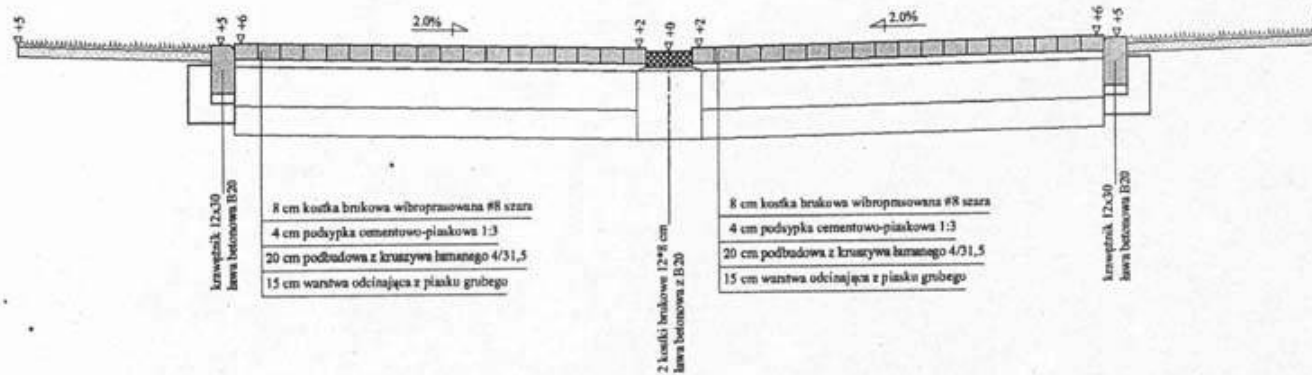 +5
+5
+6
2.0%
+2
+0
+2
2.0%
+6
+5
krawężnik 12x30
ława betonowa B20
8 cm kostka brukowa wibroprasowana #8 szara
4 cm podsypka cementowo-piaskowa 1:3
20 cm podbudowa z kruszywa łamanego 4/31,5
15 cm warstwa odcinająca z piasku grubego
2 kostki brukowe 12*8 cm
ława betonowa z B20
8 cm kostka brukowa wibroprasowana #8 szara
4 cm podsypka cementowo-piaskowa 1:3
20 cm podbudowa z kruszywa łamanego 4/31,5
15 cm warstwa odcinająca z piasku grubego
krawężnik 12x30
ława betonowa B20